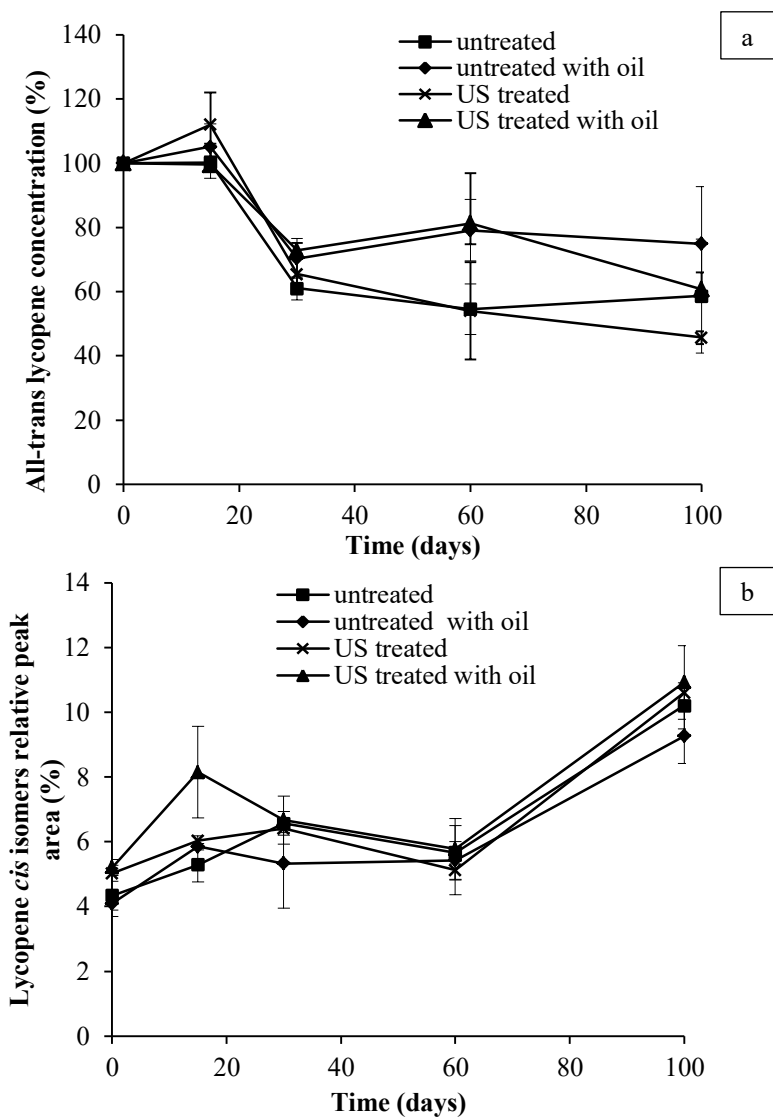 a
untreated
untreated with oil
US treated
US treated with oil
All-trans lycopene concentration (%)
140
120
100
80
60
40
20
0
0 20 40 60 80 100
Time (days)
b
untreated
untreated with oil
US treated
US treated with oil
Lycopene cis isomers relative peak
area (%)
14
12
10
8
6
4
2
0
0 20 40 60 80 100
Time (days)